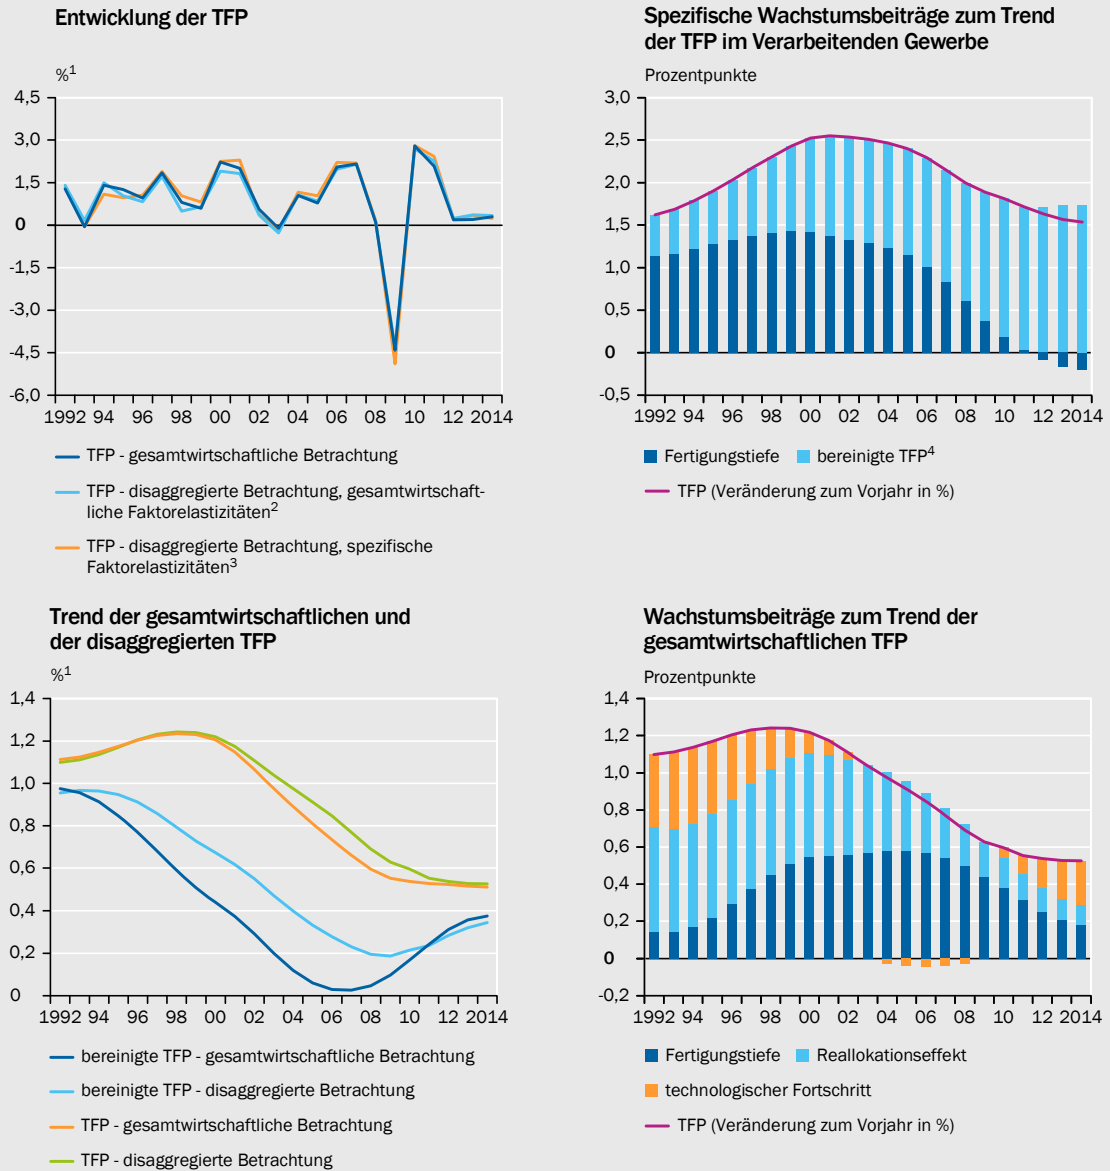 Entwicklung der TFP
%1
4,5
3,0
1,5
0
-1,5
-3,0
-4,5
-6,0
1992 94 96 98 00 02 04 06 08 10 12 2014
TFP - gesamtwirtschaftliche Betrachtung
TFP - disaggregierte Betrachtung, gesamtwirtschaft-
liche Faktorelastizitäten2
TFP - disaggregierte Betrachtung, spezifische
Faktorelastizitäten3
Spezifische Wachstumsbeiträge zum Trend
der TFP im Verarbeitenden Gewerbe
Prozentpunkte
3,0
2,5
2,0
1,5
1,0
0,5
0
-0,5
1992 94 96 98 00 02 04 06 08 10 12 2014
Fertigungstiefe bereinigte TFP4
TFP (Veränderung zum Vorjahr in %)
Trend der gesamtwirtschaftlichen und
der disaggregierten TFP
%1
1,4
1,2
1,0
0,8
0,6
0,4
0,2
0
1992 94 96 98 00 02 04 06 08 10 12 2014
bereinigte TFP - gesamtwirtschaftliche Betrachtung
bereinigte TFP - disaggregierte Betrachtung
TFP - gesamtwirtschaftliche Betrachtung
TFP - disaggregierte Betrachtung
Wachstumsbeiträge zum Trend der
gesamtwirtschaftlichen TFP
Prozentpunkte
1,4
1,2
1,0
0,8
0,6
0,4
0,2
0
-0,2
1992 94 96 98 00 02 04 06 08 10 12 2014
Fertigungstiefe Reallokationseffekt
technologischer Fortschritt
TFP (Veränderung zum Vorjahr in %)